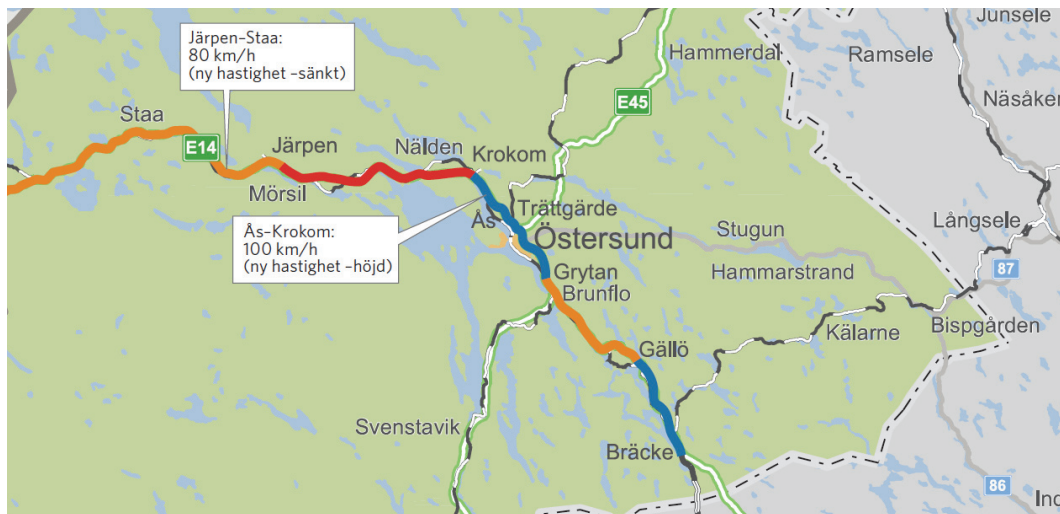 Järpen–Staa:
80 km/h
(ny hastighet –sänkt)
Junsele
Hammerdal
Ramsele
Näsåker
E45
Staa
E14
Järpen
Nälden
Krokom
Mörsil
Ås–Krokom:
100 km/h
(ny hastighet –höjd)
Ås
Trättgärde
Östersund
Stugun
Långsele
Grytan
Hammarstrand
87
Brunflo
Gällö
Kälarne
Bispgården
Svenstavik
Bräcke
86
Ind